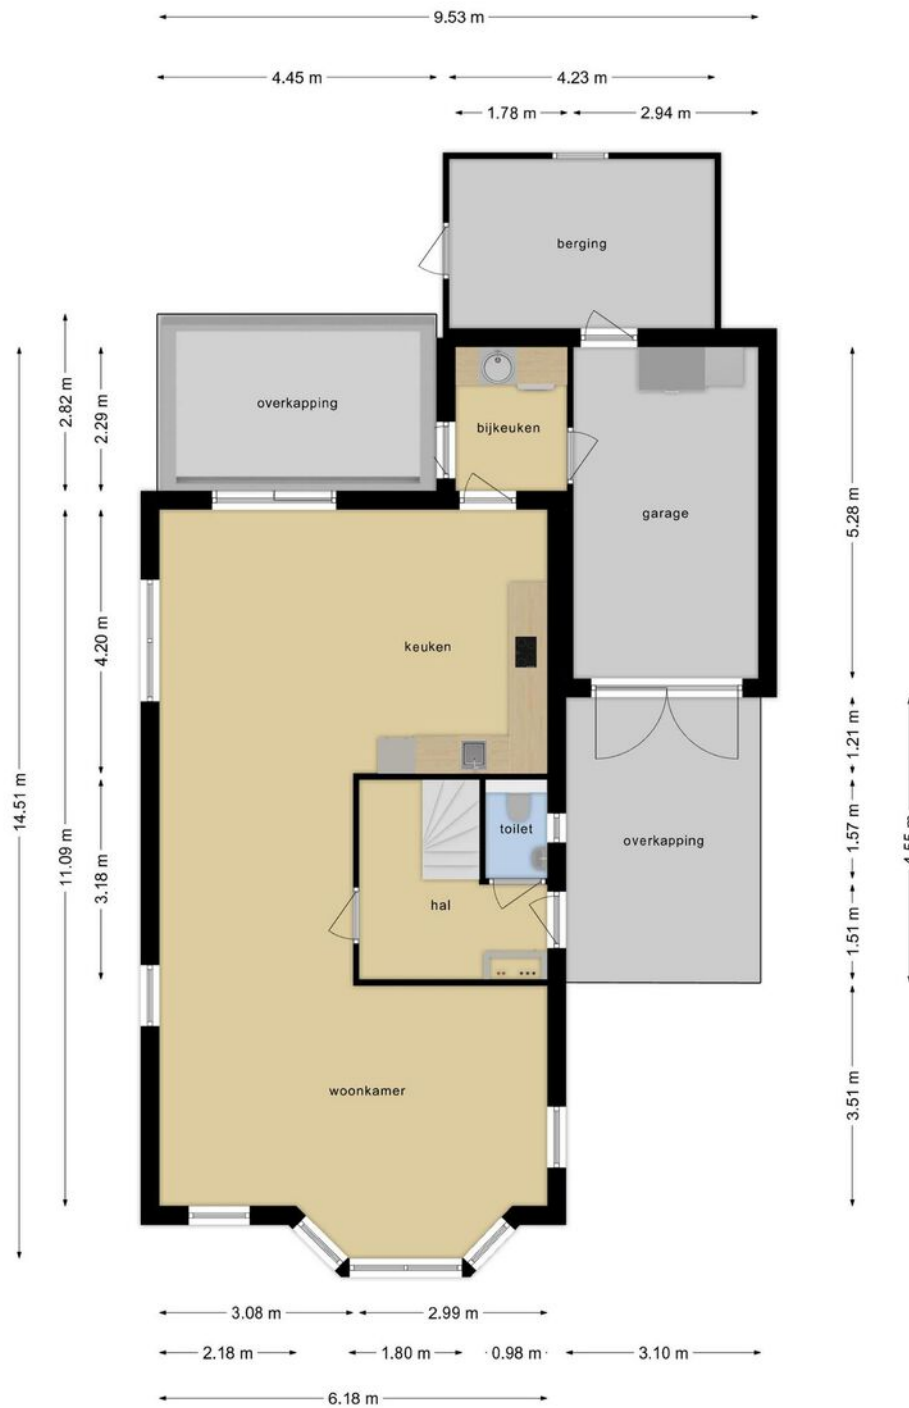 9.53 m
4.45 m
4.23 m
1.78 m
2.94 m
berging
overkapping
bijkeuken
garage
keuken
toilet
overkapping
hal
woonkamer
2.82 m
2.29 m
5.28 m
4.20 m
1.21 m
14.51 m
11.09 m
3.18 m
1.57 m
4.55 m
1.51 m
3.51 m
3.08 m
2.99 m
2.18 m
1.80 m
0.98 m
3.10 m
6.18 m